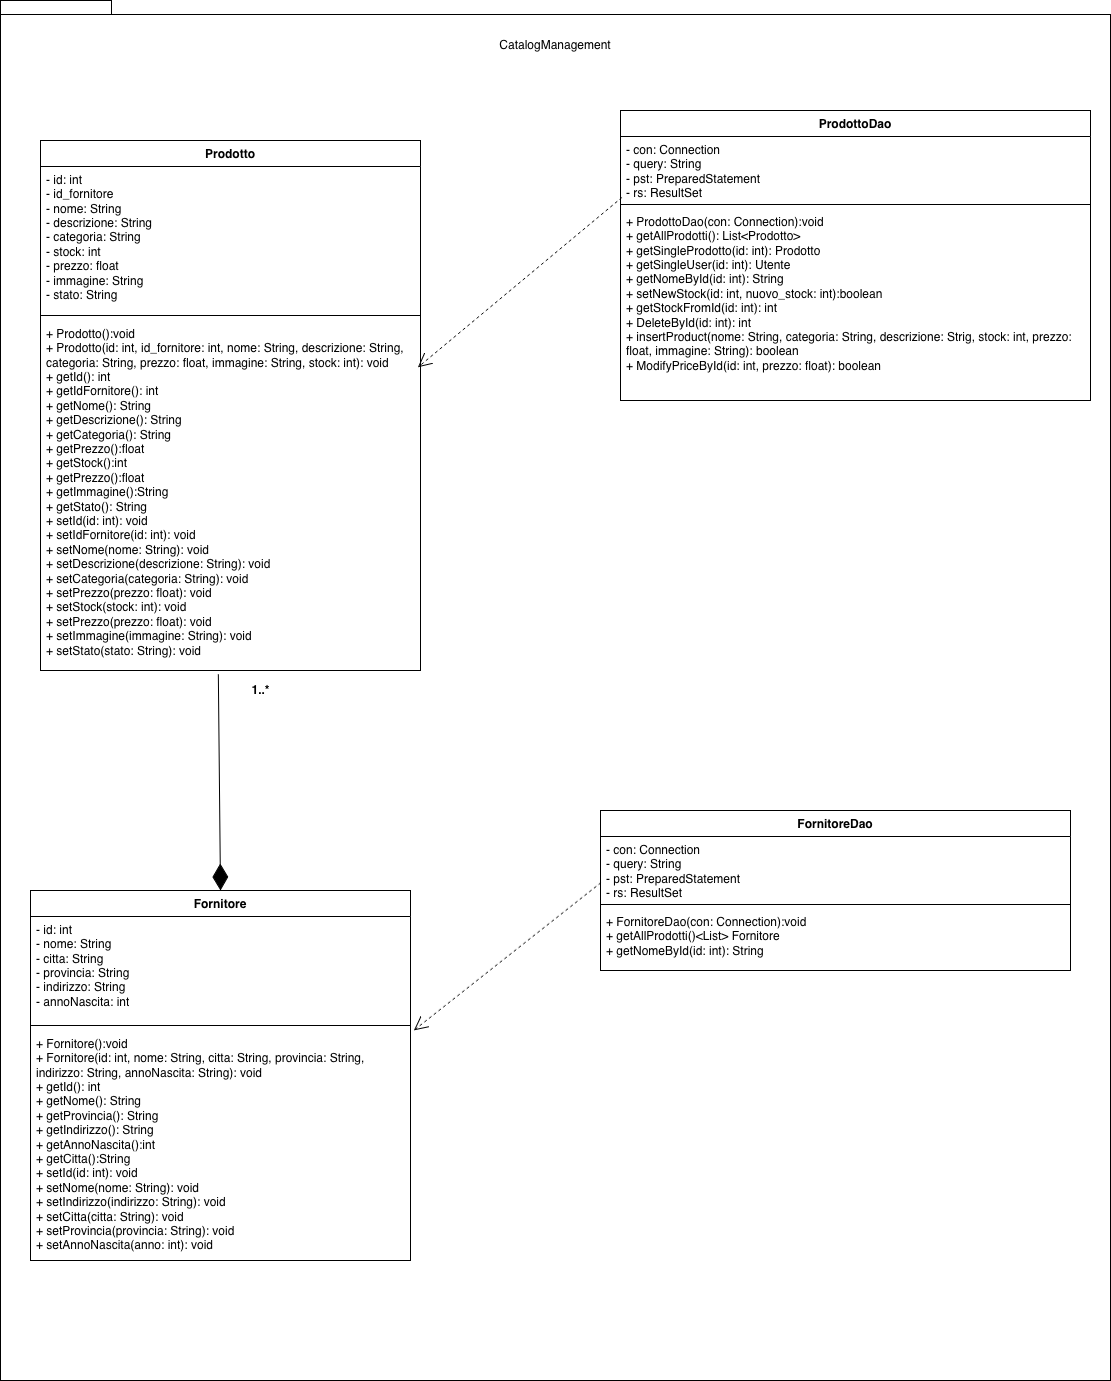 CatalogManagement
Prodotto
- id: int
- id_fornitore
- nome: String
- descrizione: String
- categoria: String
- stock: int
- prezzo: float
- immagine: String
- stato: String
+ Prodotto():void
+ Prodotto(id: int, id_fornitore: int, nome: String, descrizione: String,
categoria: String, prezzo: float, immagine: String, stock: int): void
+ getId(): int
+ getIdFornitore(): int
+ getNome(): String
+ getDescrizione(): String
+ getCategoria(): String
+ getPrezzo():float
+ getStock():int
+ getPrezzo():float
+ getImmagine():String
+ getStato(): String
+ setId(id: int): void
+ setIdFornitore(id: int): void
+ setNome(nome: String): void
+ setDescrizione(descrizione: String): void
+ setCategoria(categoria: String): void
+ setPrezzo(prezzo: float): void
+ setStock(stock: int): void
+ setPrezzo(prezzo: float): void
+ setImmagine(immagine: String): void
+ setStato(stato: String): void
ProdottoDao
- con: Connection
- query: String
- pst: PreparedStatement
- rs: ResultSet
+ ProdottoDao(con: Connection):void
+ getAllProdotti(): List<Prodotto>
+ getSingleProdotto(id: int): Prodotto
+ getSingleUser(id: int): Utente
+ getNomeById(id: int): String
+ setNewStock(id: int, nuovo_stock: int):boolean
+ getStockFromId(id: int): int
+ DeleteById(id: int): int
+ insertProduct(nome: String, categoria: String, descrizione: Strig, stock: int, prezzo:
float, immagine: String): boolean
+ ModifyPriceById(id: int, prezzo: float): boolean
1..*
Fornitore
- id: int
- nome: String
- citta: String
- provincia: String
- indirizzo: String
- annoNascita: int
+ Fornitore():void
+ Fornitore(id: int, nome: String, citta: String, provincia: String,
indirizzo: String, annoNascita: String): void
+ getId(): int
+ getNome(): String
+ getProvincia(): String
+ getIndirizzo(): String
+ getAnnoNascita():int
+ getCitta():String
+ setId(id: int): void
+ setNome(nome: String): void
+ setIndirizzo(indirizzo: String): void
+ setCitta(citta: String): void
+ setProvincia(provincia: String): void
+ setAnnoNascita(anno: int): void
FornitoreDao
- con: Connection
- query: String
- pst: PreparedStatement
- rs: ResultSet
+ FornitoreDao(con: Connection):void
+ getAllProdotti()<List> Fornitore
+ getNomeById(id: int): String